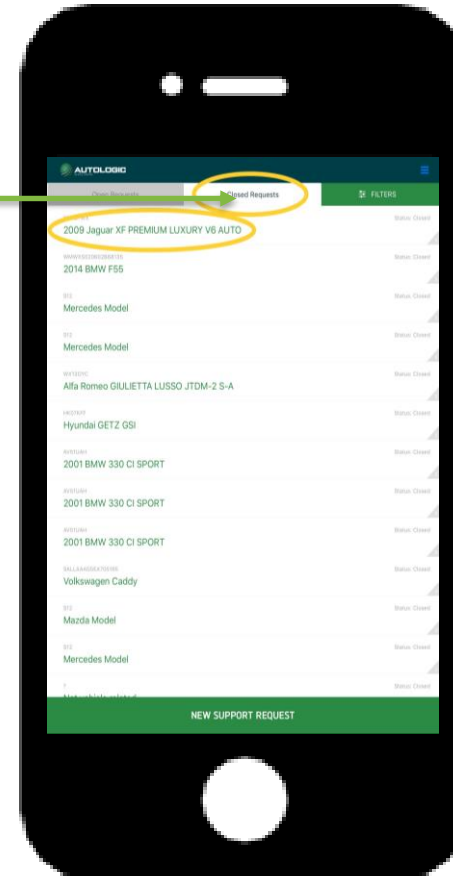 AUTOLOGIC
Open Requests
Closed Requests
FILTERS
Status: Closed
2009 Jaguar XF PREMIUM LUXURY V6 AUTO
Status: Closed
2014 BMW F55
Status: Closed
Mercedes Model
Status: Closed
Mercedes Model
Status: Closed
Alfa Romeo GIULIETTA LUSSO JTDM-2 S-A
Status: Closed
Hyundai GETZ GSI
Status: Closed
2001 BMW 330 CI SPORT
Status: Closed
2001 BMW 330 CI SPORT
Status: Closed
2001 BMW 330 CI SPORT
Status: Closed
Volkswagen Caddy
Status: Closed
Mazda Model
Status: Closed
Mercedes Model
? Status: Closed
Not vehicle related
NEW SUPPORT REQUEST